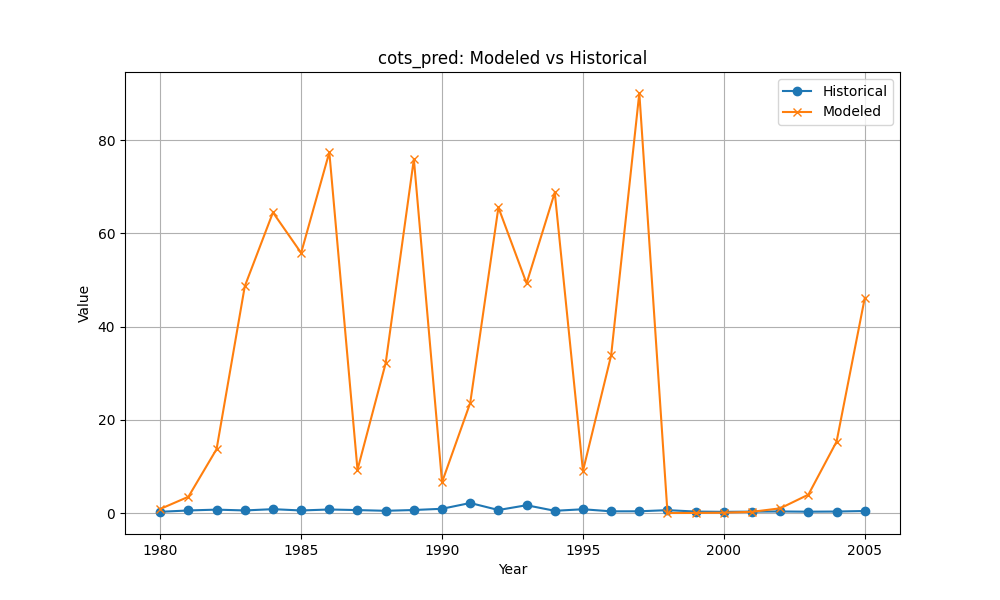 cots_pred: Modeled vs Historical
Historical
Modeled
Value
80
60
40
20
0
1980
1985
1990
1995
2000
2005
Year